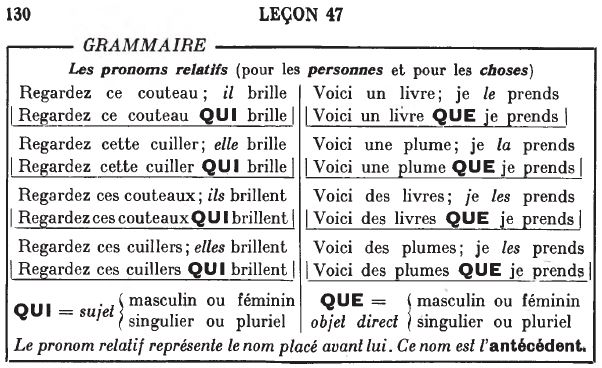 130 LEÇON 47
GRAMMAIRE
Les pronoms relatifs (pour les personnes et pour les choses)
Regardez ce couteau ; il brille
Regardez ce couteau QUI brille
Regardez cette cuiller ; elle brille
Regardez cette cuiller QUI brille
Regardez ces couteaux ; ils brillent
Regardez ces couteaux QUI brillent
Regardez ces cuillers ; elles brillent
Regardez ces cuillers QUI brillent
QUI = sujet { masculin ou féminin
singulier ou pluriel
Voici un livre ; je le prends
Voici un livre QUE je prends
Voici une plume ; je la prends
Voici une plume QUE je prends
Voici des livres ; je les prends
Voici des livres QUE je prends
Voici des plumes ; je les prends
Voici des plumes QUE je prends
QUE = { masculin ou féminin
objet direct singulier ou pluriel
Le pronom relatif représente le nom placé avant lui. Ce nom est l'antécédent.